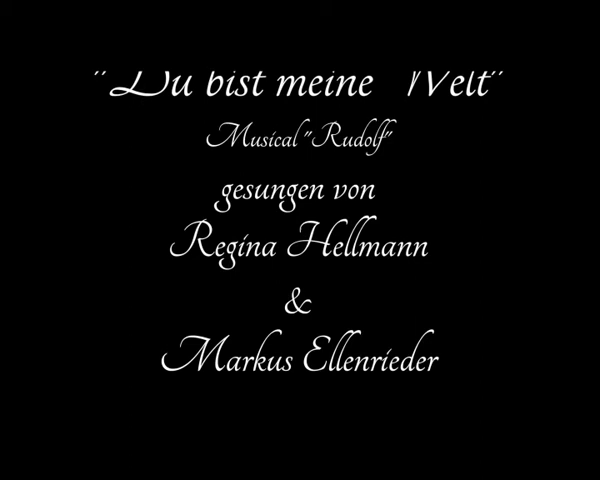 "Du bist meine Welt"
Musical "Rudolf"
gesungen von
Regina Hellmann
&
Markus Ellenrieder